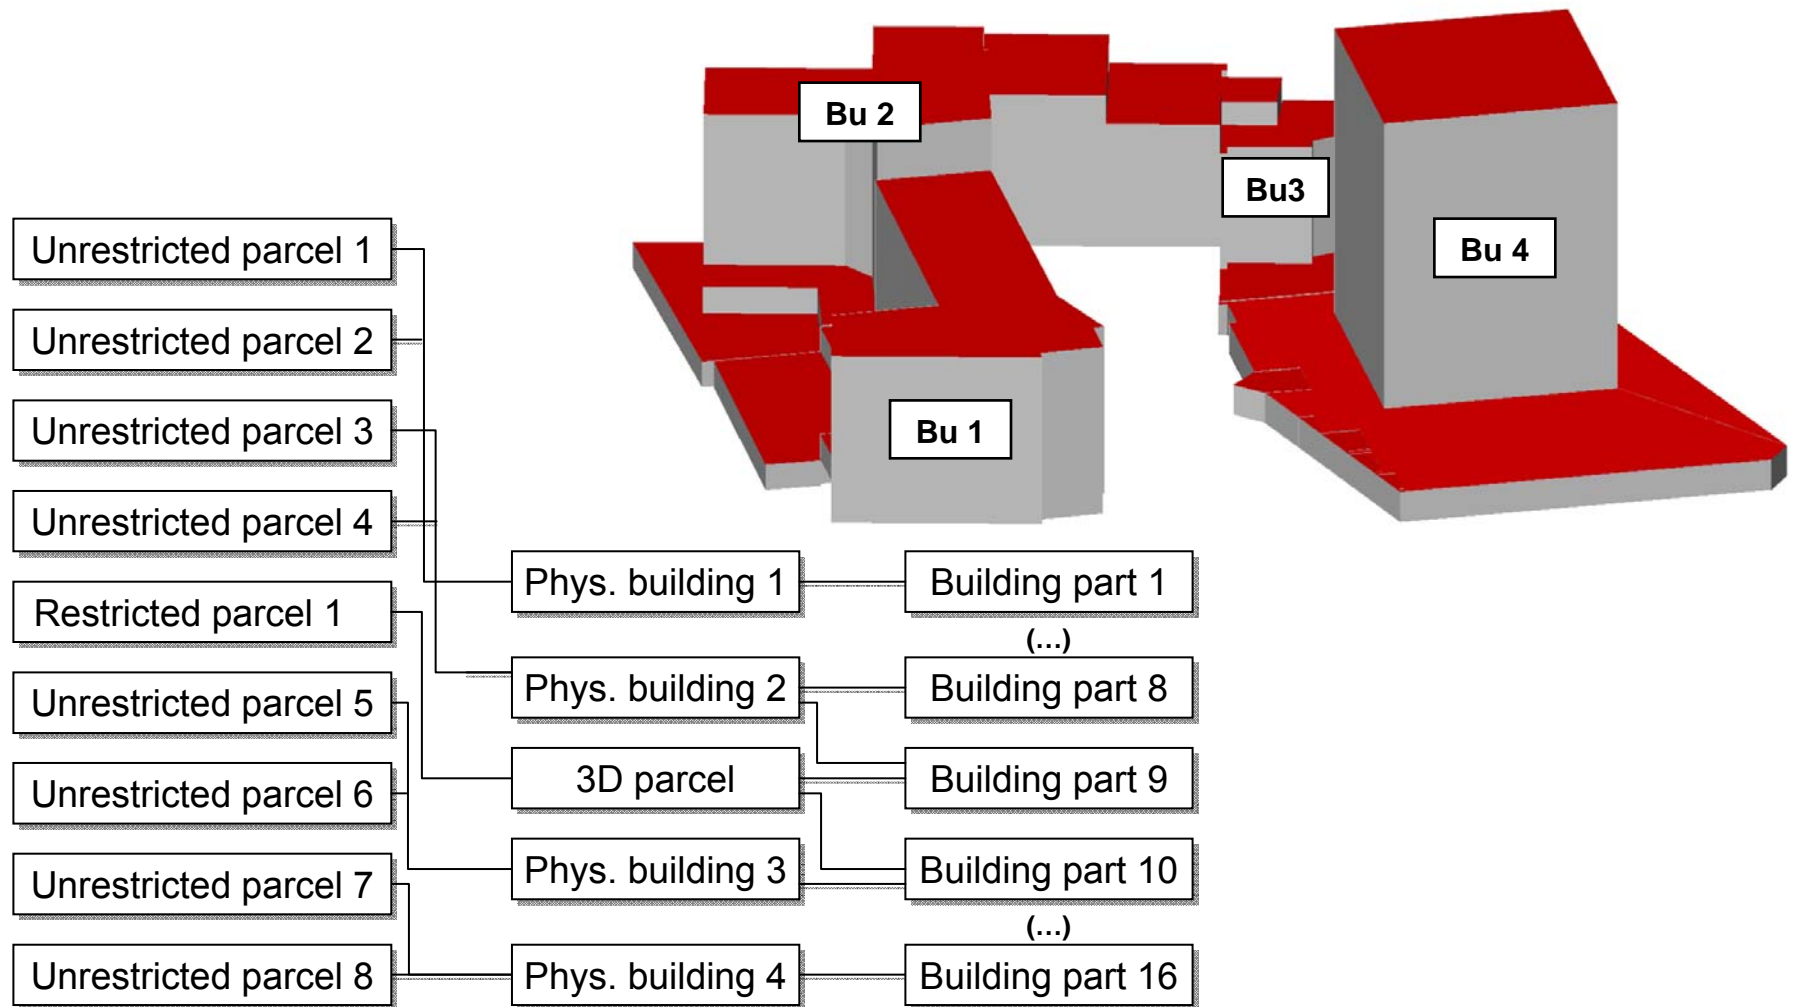 Bu 2
Bu3
Bu 4
Bu 1
Unrestricted parcel 1
Unrestricted parcel 2
Unrestricted parcel 3
Unrestricted parcel 4
Restricted parcel 1
Unrestricted parcel 5
Unrestricted parcel 6
Unrestricted parcel 7
Unrestricted parcel 8
Phys. building 1
Phys. building 2
3D parcel
Phys. building 3
Phys. building 4
Building part 1
(...)
Building part 8
Building part 9
Building part 10
(...)
Building part 16